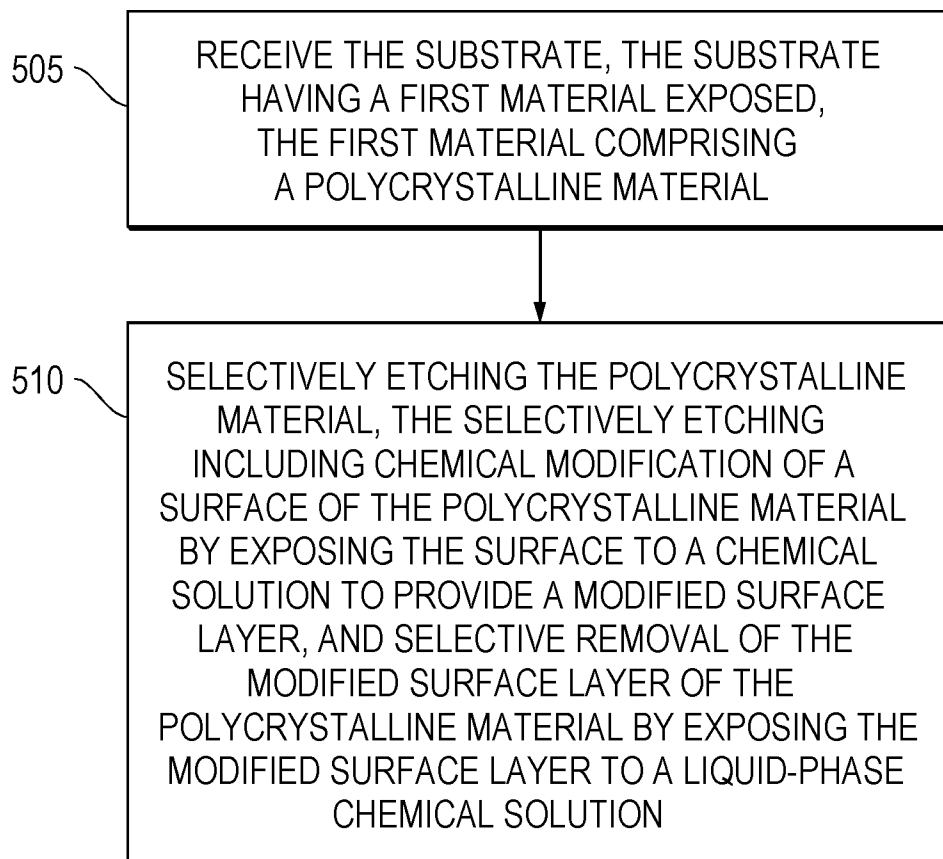 505
RECEIVE THE SUBSTRATE, THE SUBSTRATE
HAVING A FIRST MATERIAL EXPOSED,
THE FIRST MATERIAL COMPRISING
A POLYCRYSTALLINE MATERIAL
510
SELECTIVELY ETCHING THE POLYCRYSTALLINE
MATERIAL, THE SELECTIVELY ETCHING
INCLUDING CHEMICAL MODIFICATION OF A
SURFACE OF THE POLYCRYSTALLINE MATERIAL
BY EXPOSING THE SURFACE TO A CHEMICAL
SOLUTION TO PROVIDE A MODIFIED SURFACE
LAYER, AND SELECTIVE REMOVAL OF THE
MODIFIED SURFACE LAYER OF THE
POLYCRYSTALLINE MATERIAL BY EXPOSING THE
MODIFIED SURFACE LAYER TO A LIQUID-PHASE
CHEMICAL SOLUTION